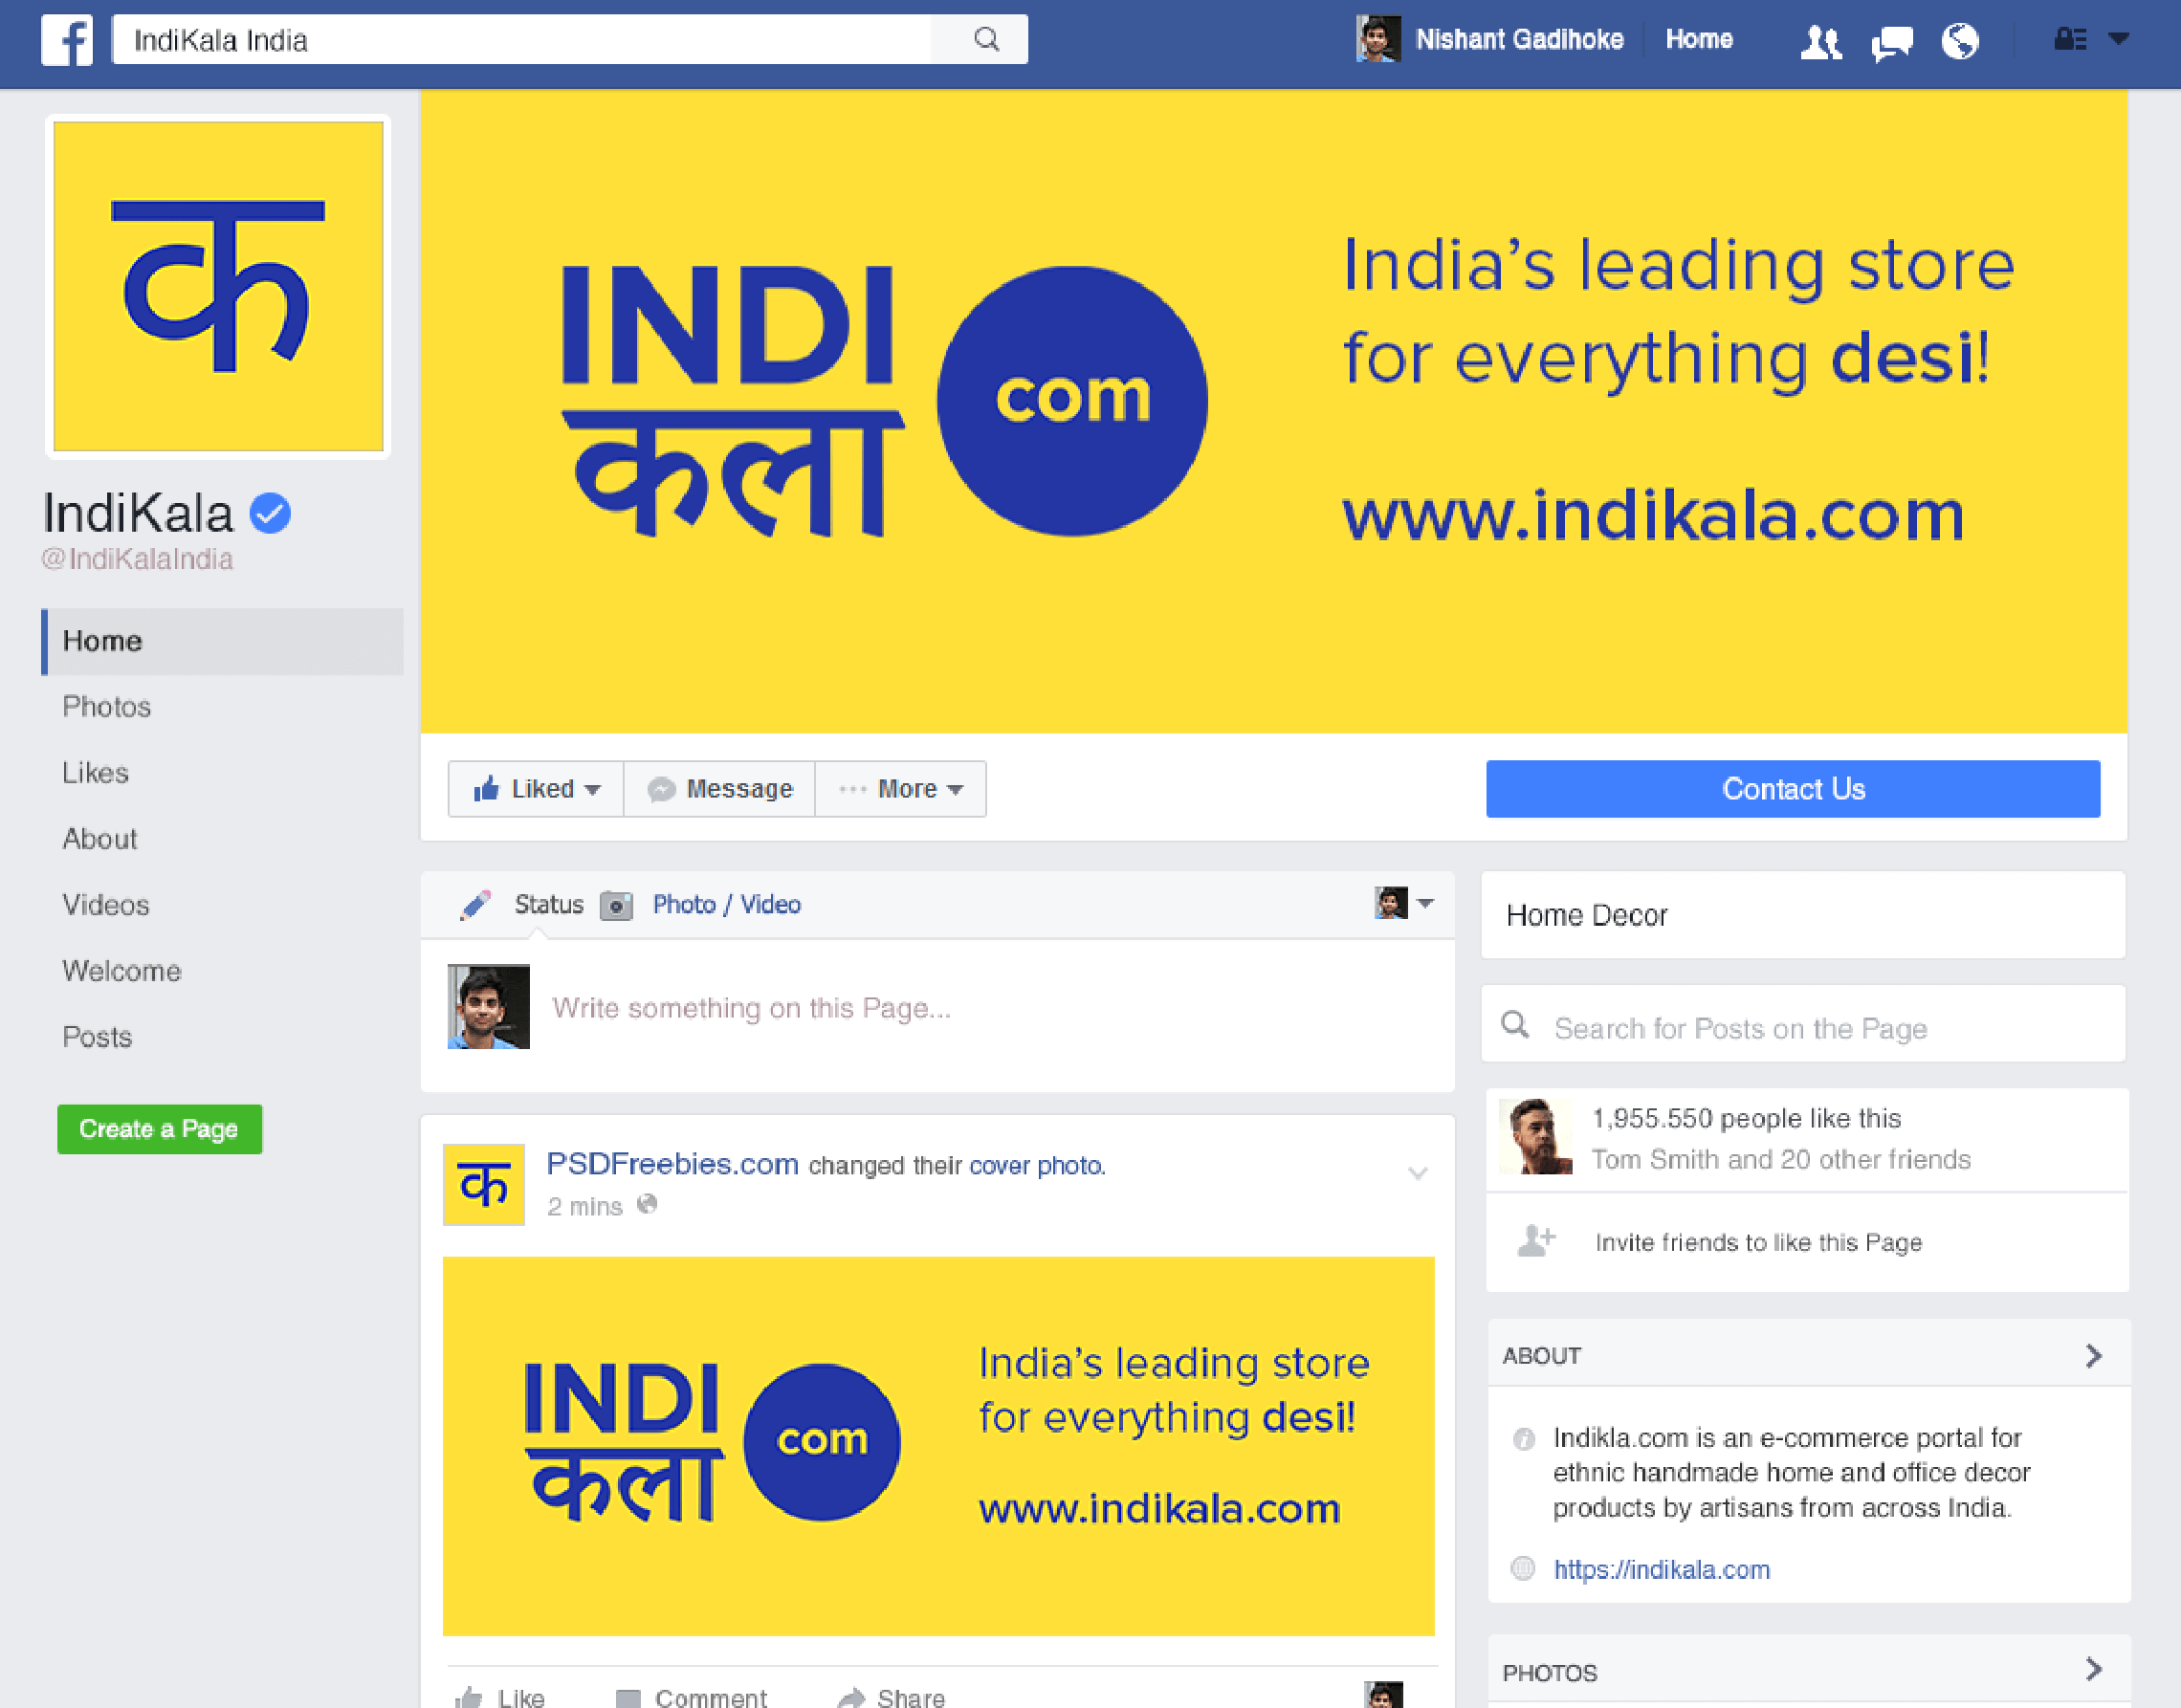 IndiKala India
Nishant Gadihoke
Home
क
IndiKala
@IndiKalaIndia
Home
Photos
Likes
About
Videos
Welcome
Posts
Create a Page
INDI
कला
com
India's leading store
for everything desi!
www.indikala.com
Liked
Message
More
Contact Us
Status
Photo / Video
Write something on this Page...
क
PSDFreebies.com changed their cover photo.
2 mins
INDI
कला
com
India's leading store
for everything desi!
www.indikala.com
Like
Comment
Share
Home Decor
Search for Posts on the Page
1,955.550 people like this
Tom Smith and 20 other friends
Invite friends to like this Page
ABOUT
Indikla.com is an e-commerce portal for
ethnic handmade home and office decor
products by artisans from across India.
https://indikala.com
PHOTOS